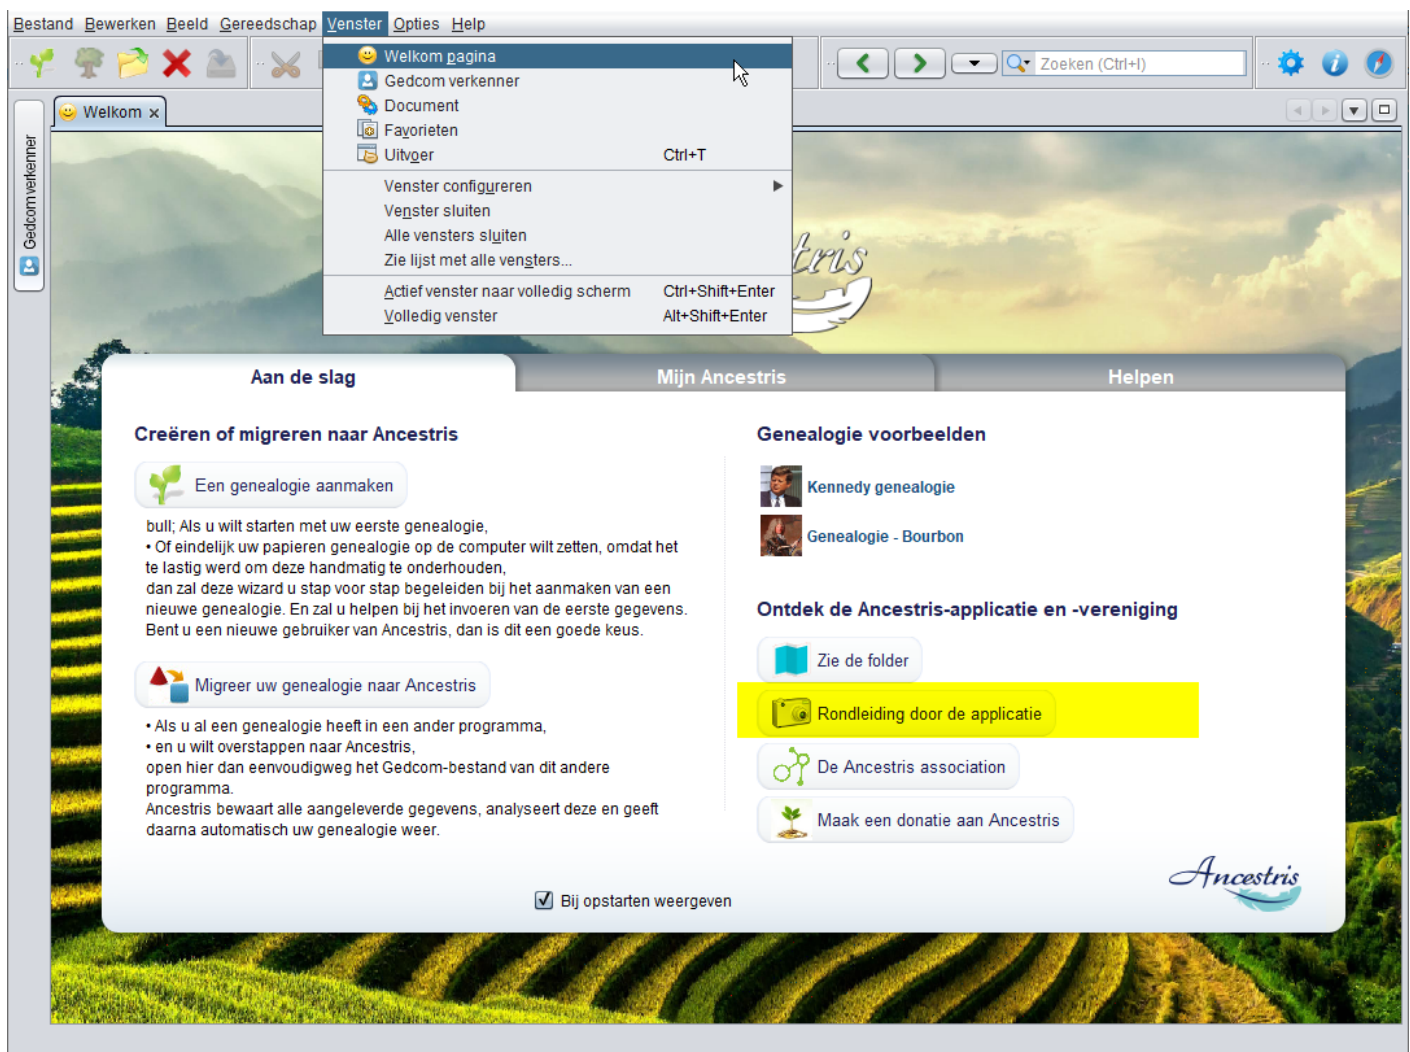 Bestand Bewerken Beeld Gereedschap Venster Opties Help
Welkom pagina
Gedcom verkenner
Document
Favorieten
Uitvoer Ctrl+T
Venster configureren
Venster sluiten
Alle vensters sluiten
Zie lijst met alle vensters...
Actief venster naar volledig scherm Ctrl+Shift+Enter
Volledig venster Alt+Shift+Enter
Zoeken (Ctrl+I)
Welkom
Gedcom verkenner
Aan de slag Mijn Ancestris Helpen
Creëren of migreren naar Ancestris
Een genealogie aanmaken
bull; Als u wilt starten met uw eerste genealogie,
• Of eindelijk uw papieren genealogie op de computer wilt zetten, omdat het
te lastig werd om deze handmatig te onderhouden,
dan zal deze wizard u stap voor stap begeleiden bij het aanmaken van een
nieuwe genealogie. En zal u helpen bij het invoeren van de eerste gegevens.
Bent u een nieuwe gebruiker van Ancestris, dan is dit een goede keus.
Migreer uw genealogie naar Ancestris
• Als u al een genealogie heeft in een ander programma,
• en u wilt overstappen naar Ancestris,
open hier dan eenvoudigweg het Gedcom-bestand van dit andere
programma.
Ancestris bewaart alle aangeleverde gegevens, analyseert deze en geeft
daarna automatisch uw genealogie weer.
Genealogie voorbeelden
Kennedy genealogie
Genealogie - Bourbon
Ontdek de Ancestris-applicatie en -vereniging
Zie de folder
Rondleiding door de applicatie
De Ancestris association
Maak een donatie aan Ancestris
Ancestris
Bij opstarten weergeven